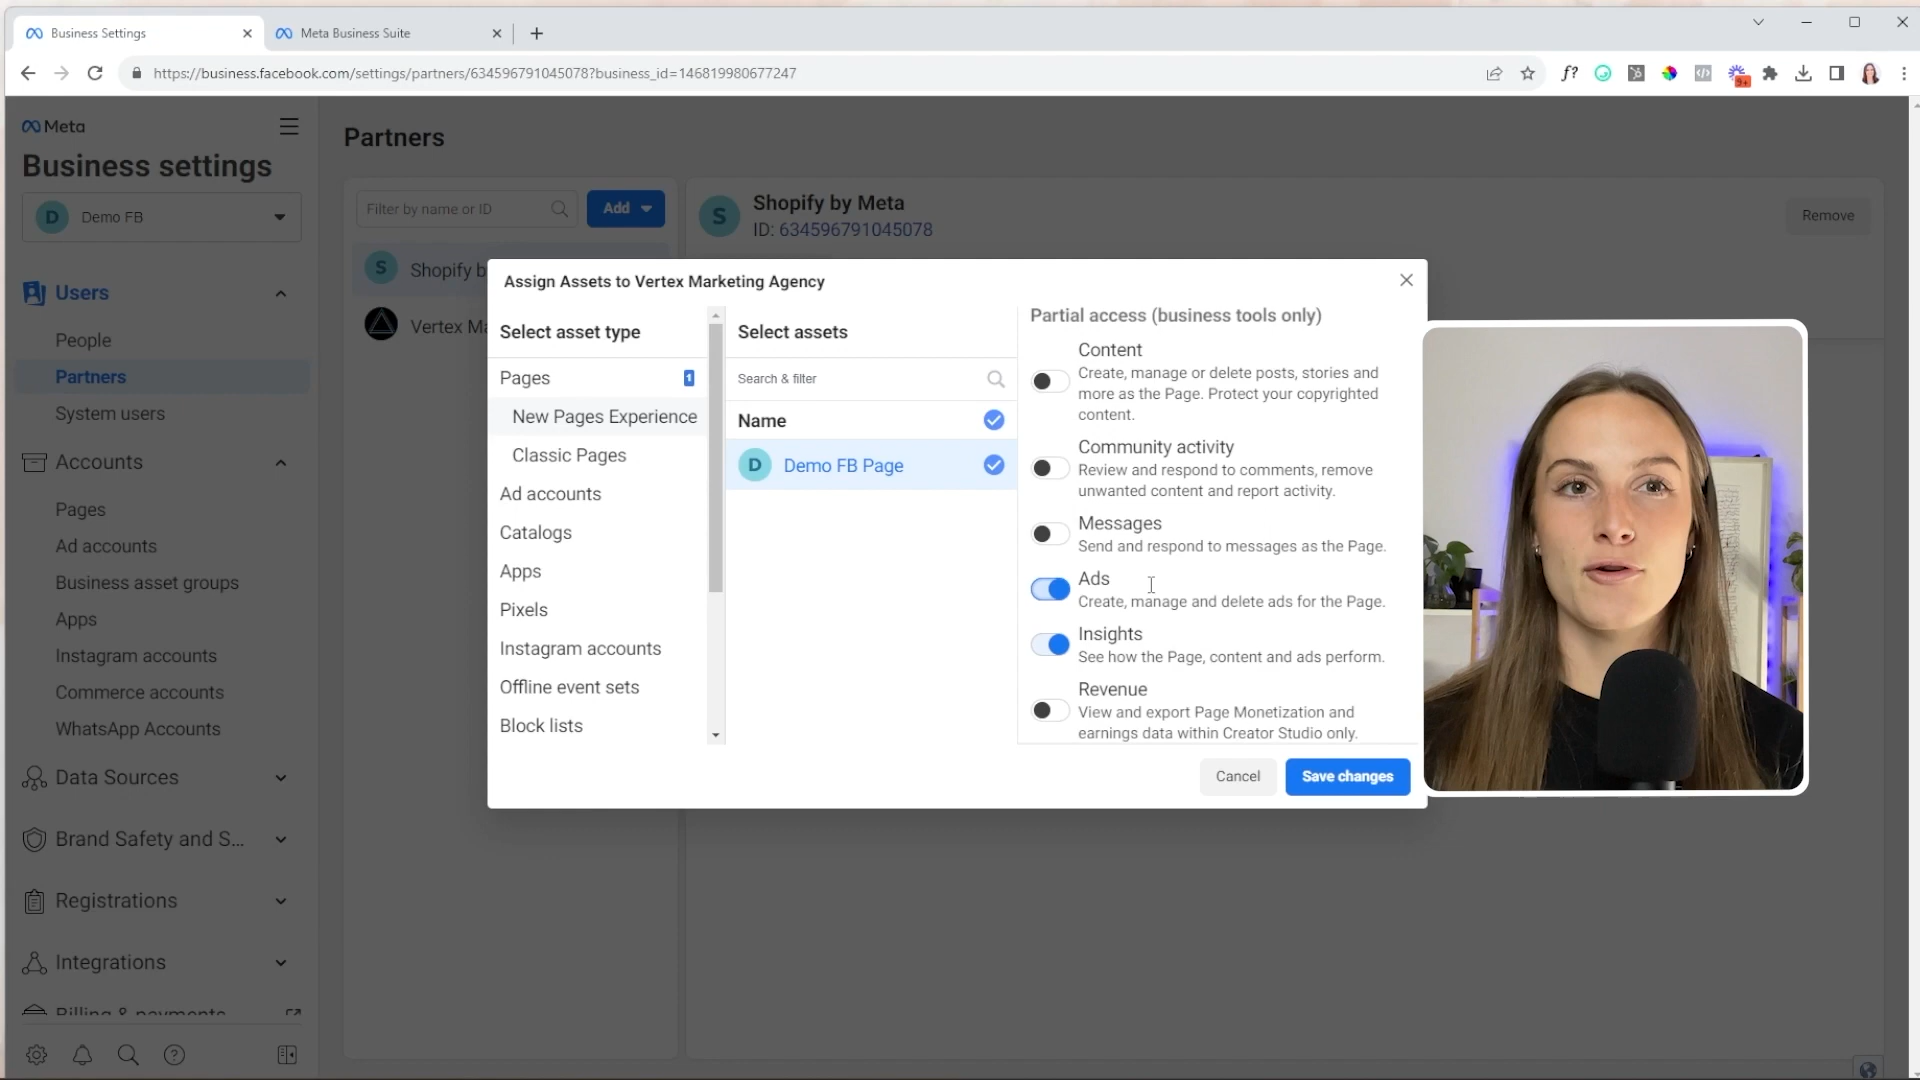 Business Settings
Meta Business Suite
https://business.facebook.com/settings/partners/634596791045078?business_id=146819980677247
f?
9+
Meta
Business settings
D
Demo FB
Users
People
Partners
System users
Accounts
Pages
Ad accounts
Business asset groups
Apps
Instagram accounts
Commerce accounts
WhatsApp Accounts
Data Sources
Brand Safety and S...
Registrations
Integrations
Billing & payments
Partners
Filter by name or ID
Add
S
Shopify b
Vertex Ma
S
Shopify by Meta
ID: 634596791045078
Remove
Assign Assets to Vertex Marketing Agency
Select asset type
Pages
1
New Pages Experience
Classic Pages
Ad accounts
Catalogs
Apps
Pixels
Instagram accounts
Offline event sets
Block lists
Select assets
Search & filter
Name
D
Demo FB Page
Partial access (business tools only)
Content
Create, manage or delete posts, stories and
more as the Page. Protect your copyrighted
content.
Community activity
Review and respond to comments, remove
unwanted content and report activity.
Messages
Send and respond to messages as the Page.
Ads
Create, manage and delete ads for the Page.
Insights
See how the Page, content and ads perform.
Revenue
View and export Page Monetization and
earnings data within Creator Studio only.
Cancel
Save changes